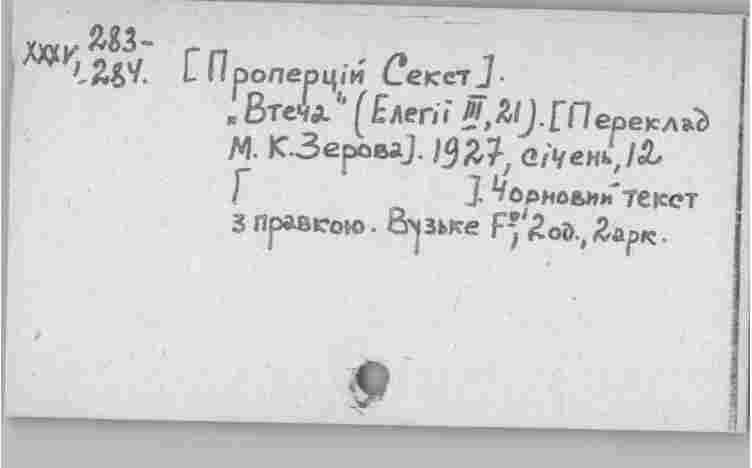 XXXV, 283-
-284. [Проперцій Секст].
„Втеча" (Елегії III, 21). [Переклад
М. К. Зерова]. 1927, січень, 12
[ ]. Чорновий текст
з правкою. Вузьке F°, 2 од., 2 арк.